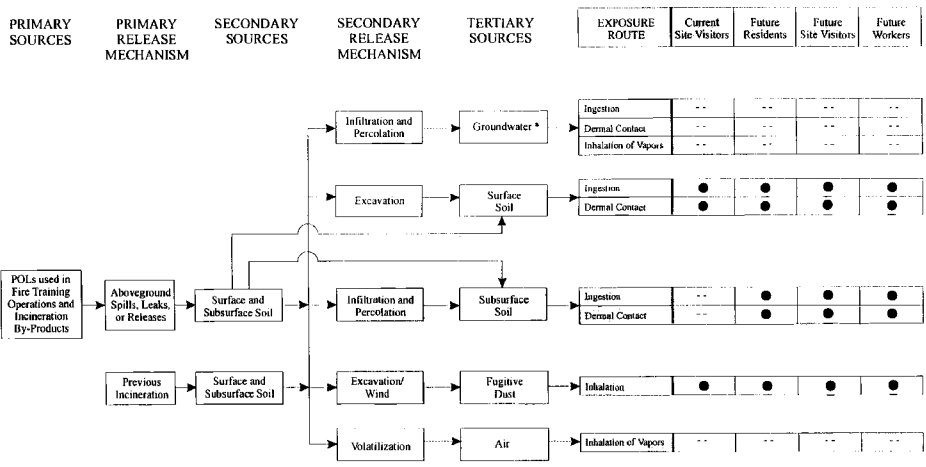 PRIMARY
SOURCES
PRIMARY
RELEASE
MECHANISM
SECONDARY
SOURCES
SECONDARY
RELEASE
MECHANISM
TERTIARY
SOURCES
EXPOSURE
ROUTE
Current
Site Visitors
Future
Residents
Future
Site Visitors
Future
Workers
Infiltration and
Percolation
Groundwater *
Ingestion -- -- -- --
Dermal Contact -- -- -- --
Inhalation of Vapors -- -- -- --
Excavation
Surface
Soil
Ingestion ● ● ● ●
Dermal Contact ● ● ● ●
POLs used in
Fire Training
Operations and
Incineration
By-Products
Aboveground
Spills, Leaks,
or Releases
Surface and
Subsurface Soil
Infiltration and
Percolation
Subsurface
Soil
Ingestion -- ● ● ●
Dermal Contact -- ● ● ●
Previous
Incineration
Surface and
Subsurface Soil
Excavation/
Wind
Fugitive
Dust
Inhalation ● ● ● ●
Volatilization
Air
Inhalation of Vapors -- -- -- --